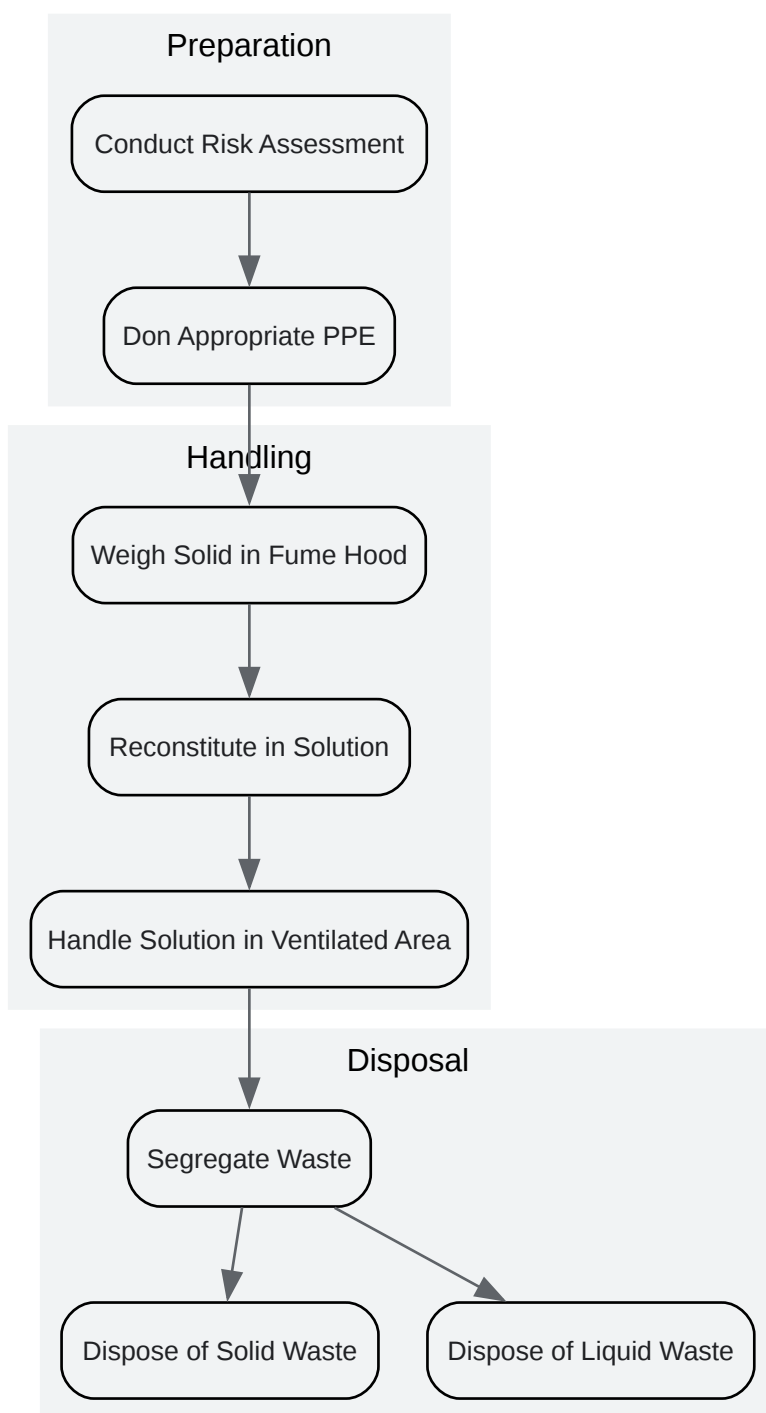 Preparation
Conduct Risk Assessment
Don Appropriate PPE
Handling
Weigh Solid in Fume Hood
Reconstitute in Solution
Handle Solution in Ventilated Area
Disposal
Segregate Waste
Dispose of Solid Waste
Dispose of Liquid Waste